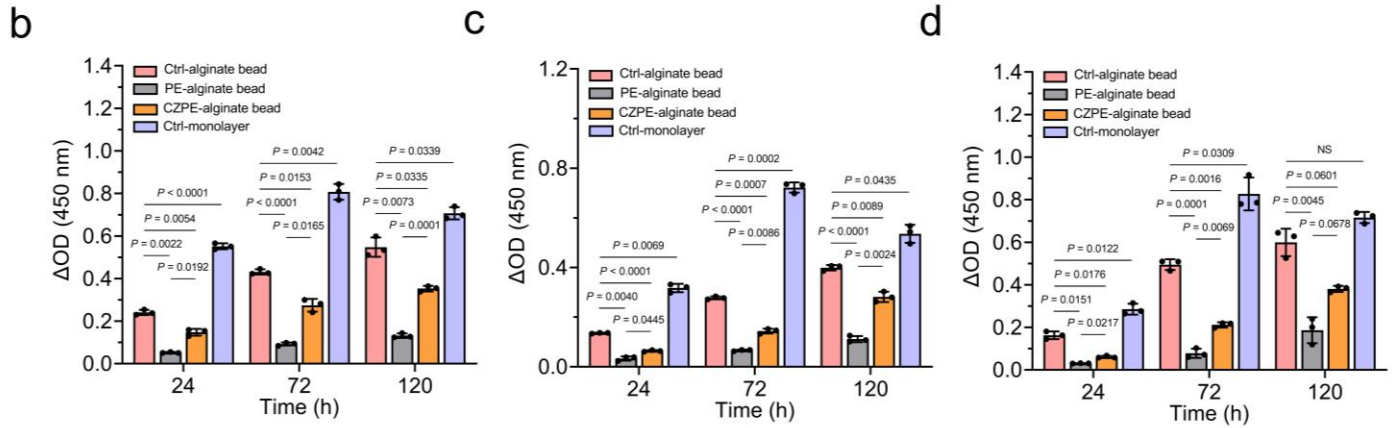 b
ΔOD (450 nm)
1.4
1.2
1.0
0.8
0.6
0.4
0.2
0.0
Ctrl-alginate bead
PE-alginate bead
CZPE-alginate bead
Ctrl-monolayer
P < 0.0001
P = 0.0054
P = 0.0022
P = 0.0192
P = 0.0042
P = 0.0153
P < 0.0001
P = 0.0165
P = 0.0339
P = 0.0335
P = 0.0073
P = 0.0001
24 72 120
Time (h)
c
ΔOD (450 nm)
1.2
0.8
0.4
0.0
Ctrl-alginate bead
PE-alginate bead
CZPE-alginate bead
Ctrl-monolayer
P = 0.0069
P < 0.0001
P = 0.0040
P = 0.0445
P = 0.0002
P = 0.0007
P < 0.0001
P = 0.0086
P = 0.0435
P = 0.0089
P < 0.0001
P = 0.0024
24 72 120
Time (h)
d
ΔOD (450 nm)
1.4
1.2
1.0
0.8
0.6
0.4
0.2
0.0
Ctrl-alginate bead
PE-alginate bead
CZPE-alginate bead
Ctrl-monolayer
P = 0.0122
P = 0.0176
P = 0.0151
P = 0.0217
P = 0.0309
P = 0.0016
P = 0.0001
P = 0.0069
NS
P = 0.0601
P = 0.0045
P = 0.0678
24 72 120
Time (h)